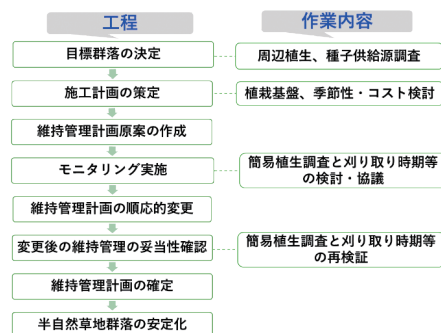 工程
作業内容
目標群落の決定
周辺植生、種子供給源調査
施工計画の策定
植栽基盤、季節性・コスト検討
維持管理計画原案の作成
モニタリング実施
簡易植生調査と刈り取り時期等
の検討・協議
維持管理計画の順応的変更
変更後の維持管理の妥当性確認
簡易植生調査と刈り取り時期等
の再検証
維持管理計画の確定
半自然草地群落の安定化